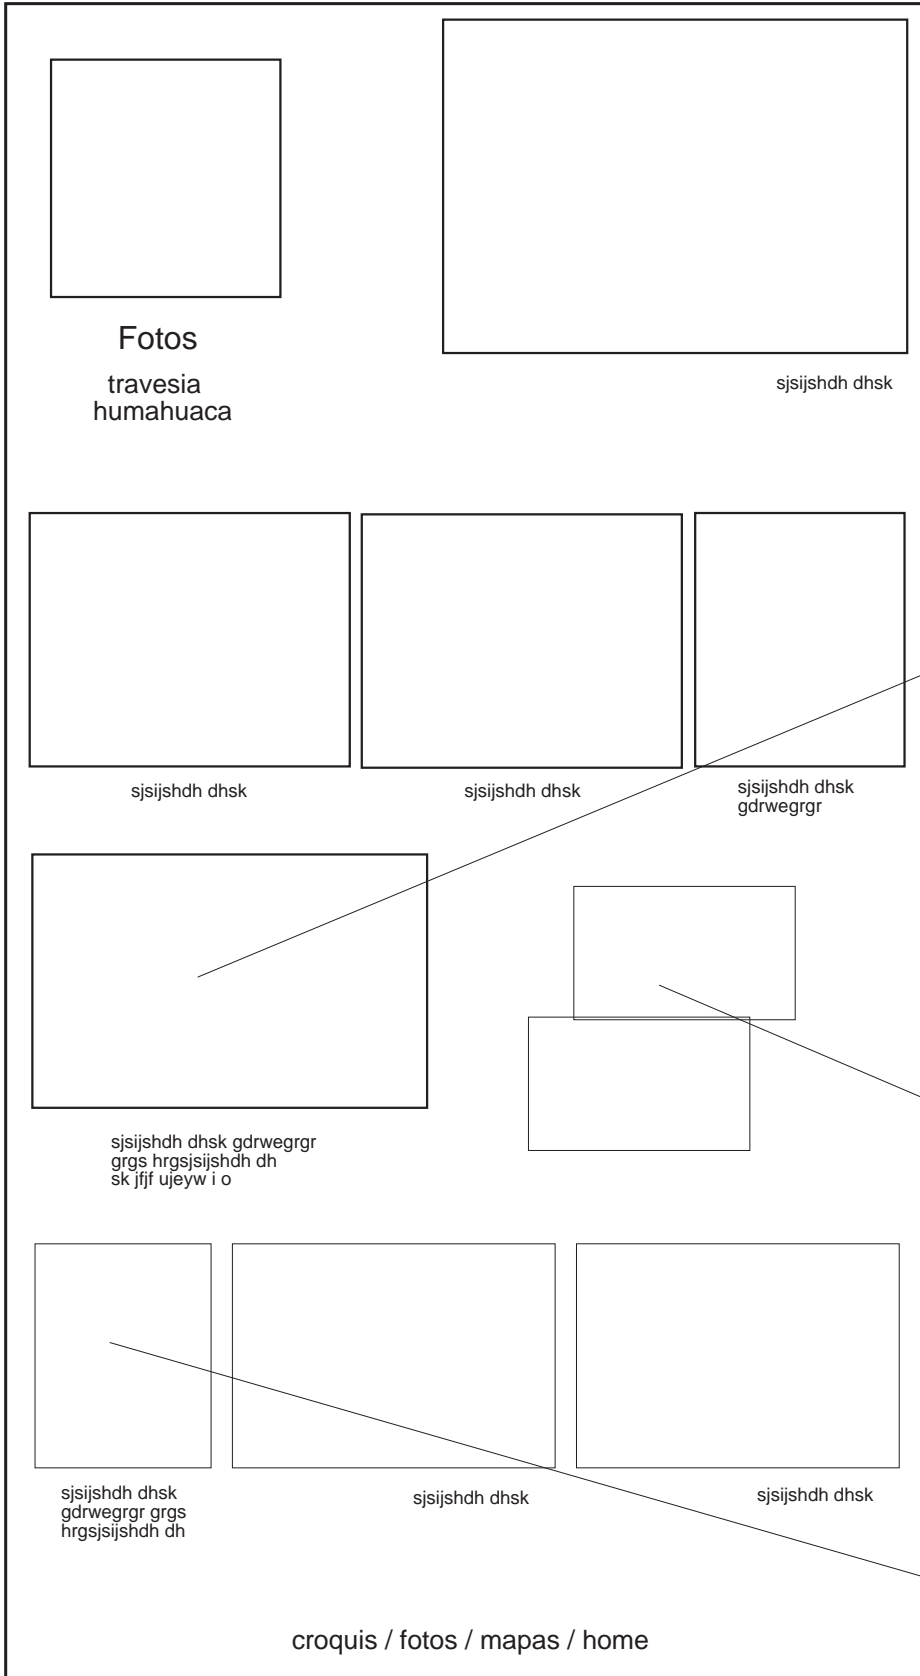 Fotos
travesia
humahuaca
sjsijshdh dhsk
sjsijshdh dhsk
sjsijshdh dhsk
sjsijshdh dhsk
gdrwegrgr
sjsijshdh dhsk gdrwegrgr
grgs hrgsjsijshdh dh
sk jfjf ujeyw i o
sjsijshdh dhsk
gdrwegrgr grgs
hrgsjsijshdh dh
sjsijshdh dhsk
sjsijshdh dhsk
croquis / fotos / mapas / home